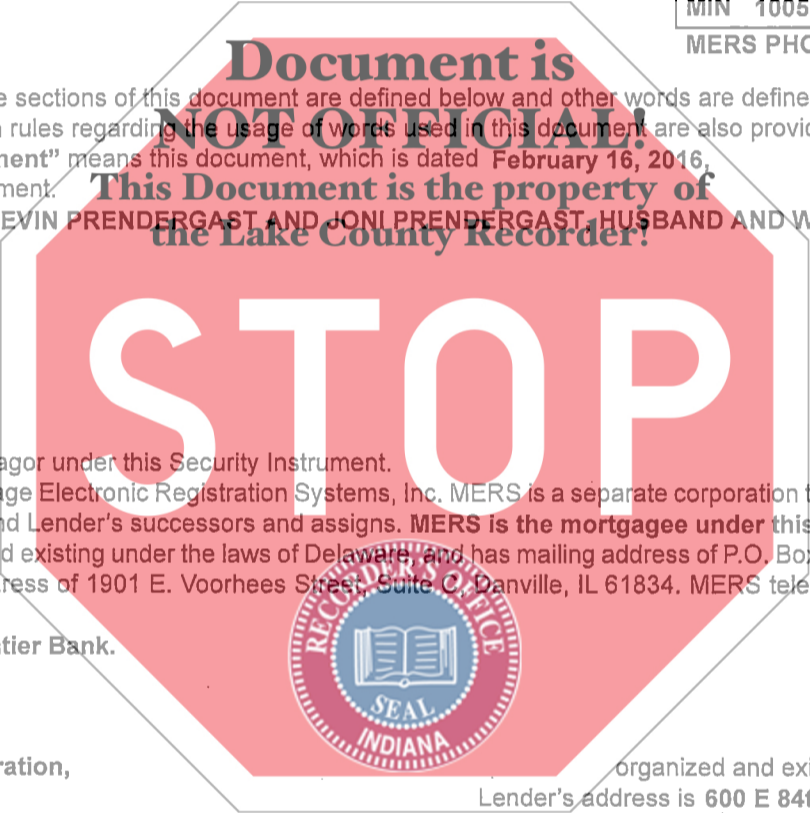 MIN 1005
MERS PHO
Document is
e sections of this document are defined below and other words are define
rules regarding the usage of words used in this document are also provi
NOT OFFICIAL!
nent” means this document, which is dated February 16, 2016,
ment.
This Document is the property of
EVIN PRENDERGAST AND JONI PRENDERGAST, HUSBAND AND W
the Lake County Recorder!
STOP
agor under this Security Instrument.
age Electronic Registration Systems, Inc. MERS is a separate corporation t
nd Lender's successors and assigns. MERS is the mortgagee under this
d existing under the laws of Delaware, and has mailing address of P.O. Box
ress of 1901 E. Voorhees Street, Suite C, Danville, IL 61834. MERS tele
RECORDER'S OFFICE
tier Bank.
SEAL
INDIANA
ration,
organized and exi
Lender's address is 600 E 84t